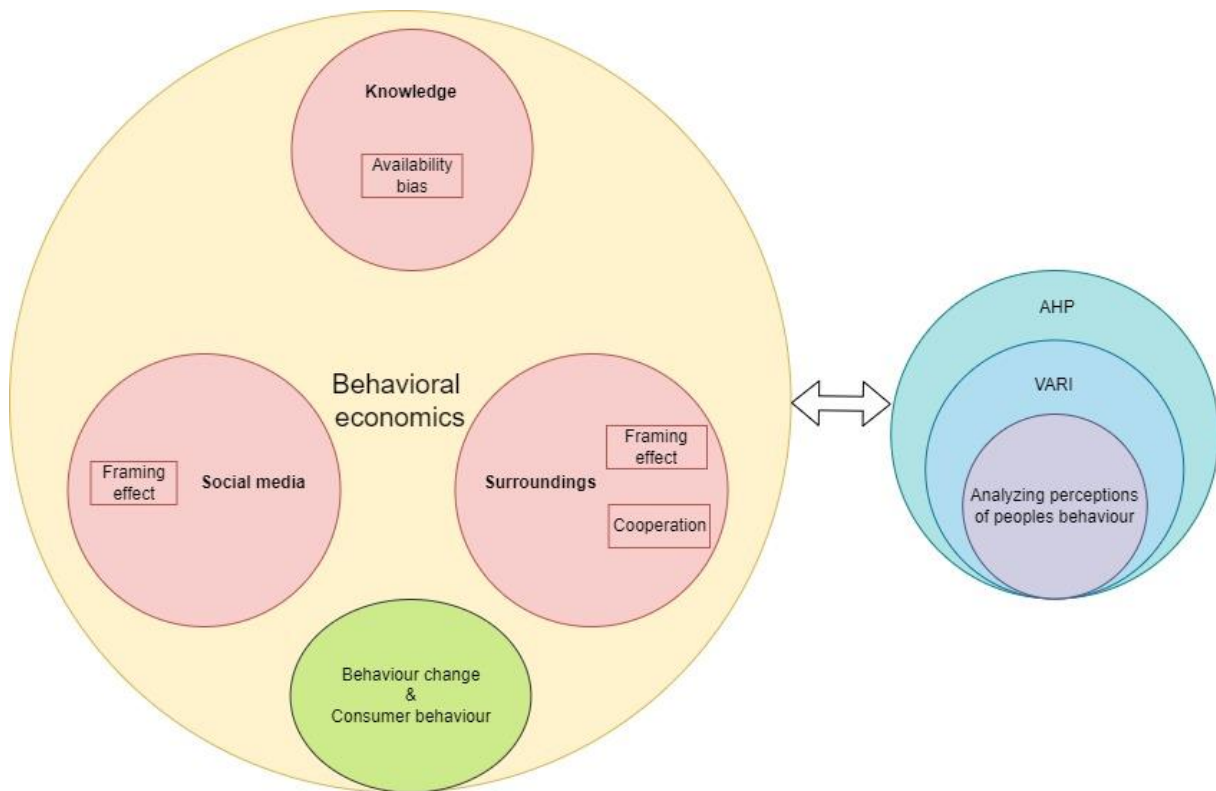 Knowledge
Availability
bias
Behavioral
economics
Framing
effect
Social media
Surroundings
Framing
effect
Cooperation
Behaviour change
&
Consumer behaviour
AHP
VARI
Analyzing perceptions
of peoples behaviour